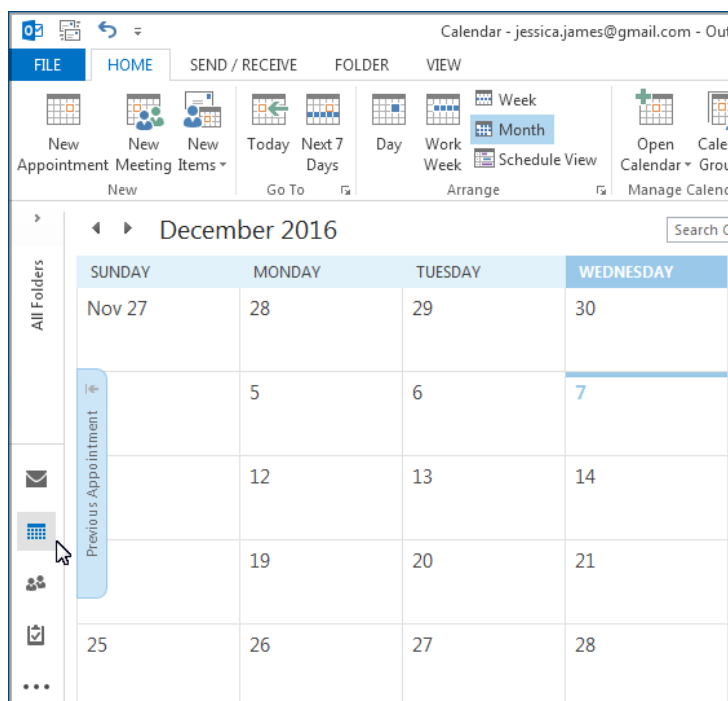 Calendar - jessica.james@gmail.com - Out
FILE HOME SEND / RECEIVE FOLDER VIEW
New Appointment
New Meeting
New Items
Today
Next 7 Days
Day
Work Week
Week
Month
Schedule View
Open Calendar
Cale
Grou
New
Go To
Arrange
Manage Calend
December 2016
Search C
All Folders
SUNDAY MONDAY TUESDAY WEDNESDAY
Nov 27 28 29 30
5 6 7
12 13 14
19 20 21
25 26 27 28
Previous Appointment